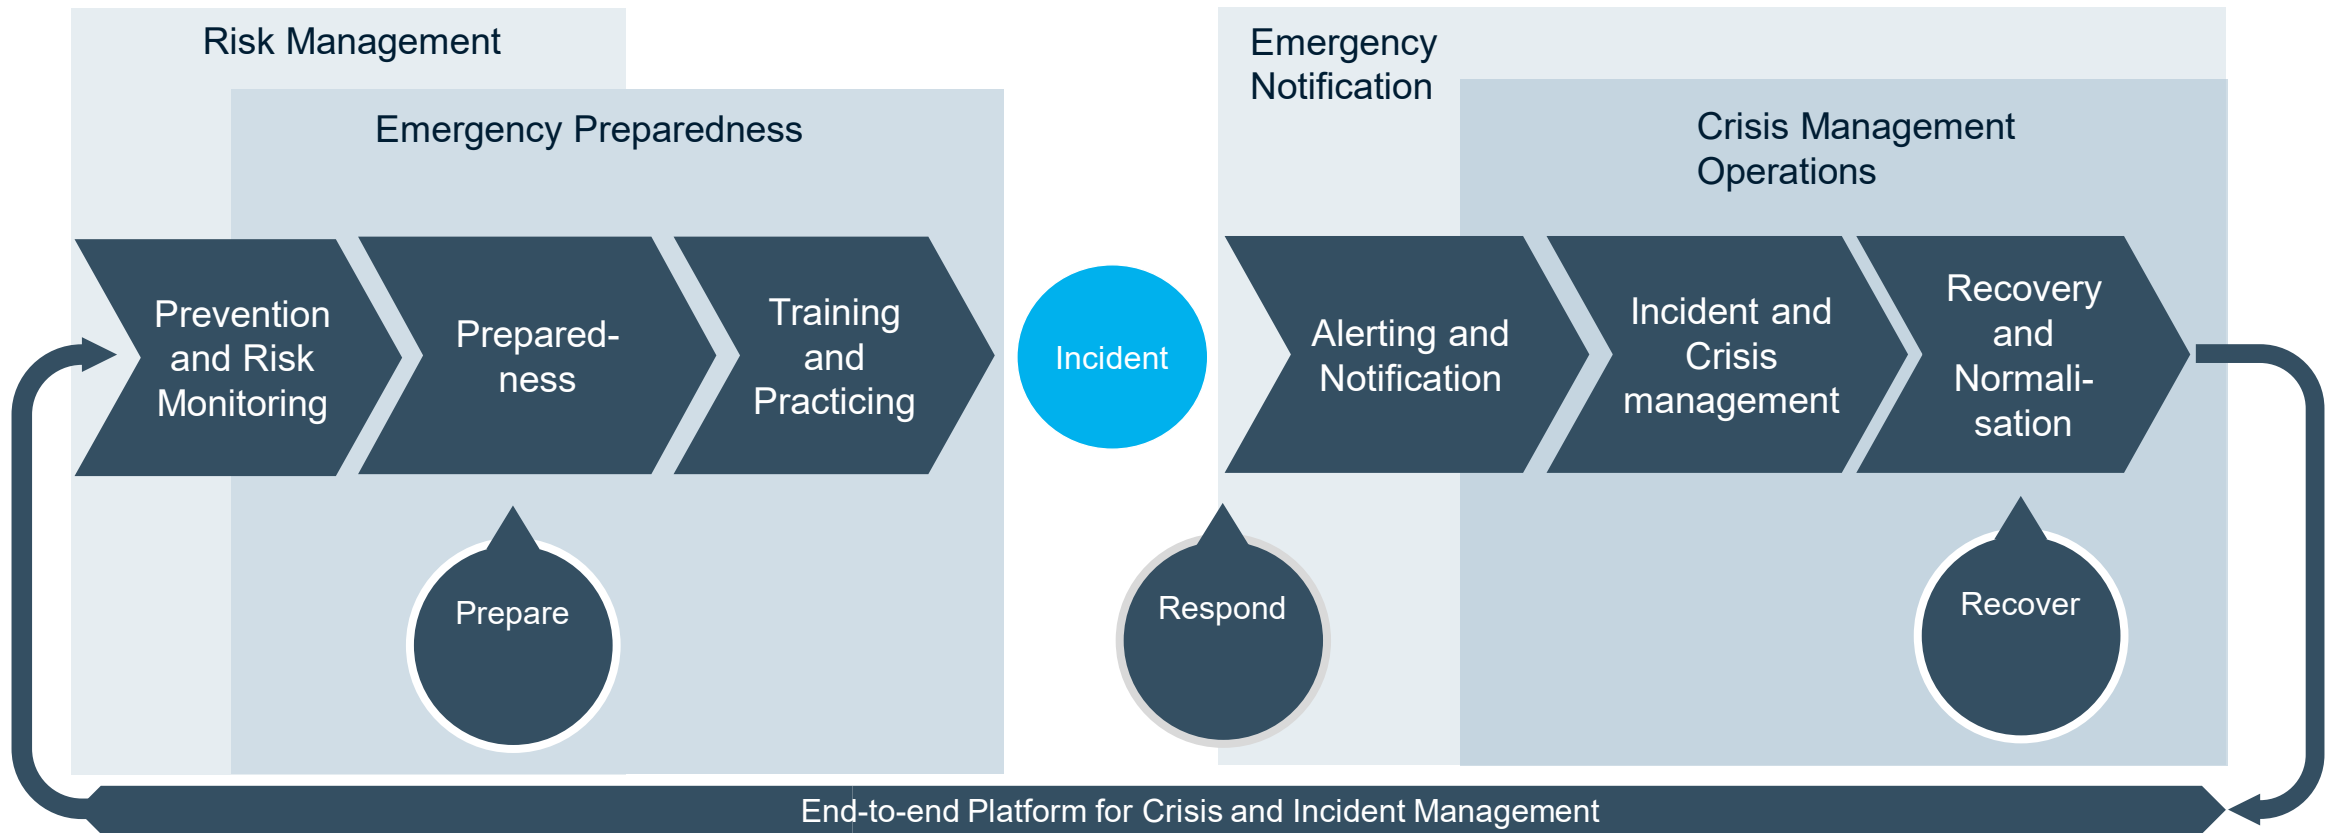 Risk Management
Emergency Preparedness
Emergency
Notification
Crisis Management
Operations
Prevention
and Risk
Monitoring
Prepared-
ness
Training
and
Practicing
Incident
Alerting and
Notification
Incident and
Crisis
management
Recovery
and
Normali-
sation
Prepare
Respond
Recover
End-to-end Platform for Crisis and Incident Management